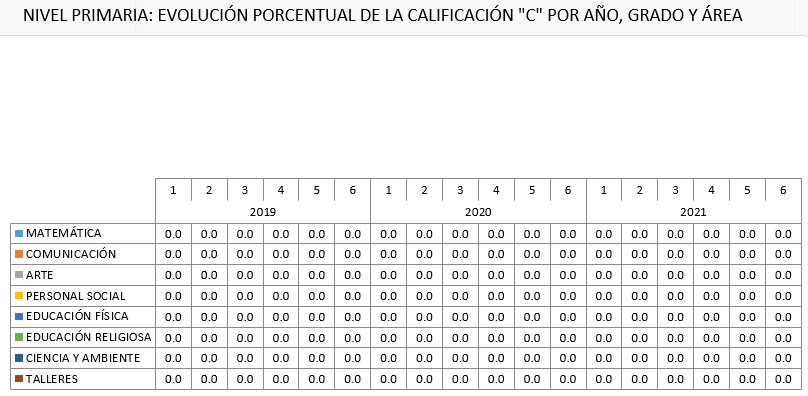 NIVEL PRIMARIA: EVOLUCIÓN PORCENTUAL DE LA CALIFICACIÓN "C" POR AÑO, GRADO Y ÁREA
1 2 3 4 5 6 1 2 3 4 5 6 1 2 3 4 5 6
2019 2020 2021
MATEMÁTICA 0.0 0.0 0.0 0.0 0.0 0.0 0.0 0.0 0.0 0.0 0.0 0.0 0.0 0.0 0.0 0.0 0.0 0.0
COMUNICACIÓN 0.0 0.0 0.0 0.0 0.0 0.0 0.0 0.0 0.0 0.0 0.0 0.0 0.0 0.0 0.0 0.0 0.0 0.0
ARTE 0.0 0.0 0.0 0.0 0.0 0.0 0.0 0.0 0.0 0.0 0.0 0.0 0.0 0.0 0.0 0.0 0.0 0.0
PERSONAL SOCIAL 0.0 0.0 0.0 0.0 0.0 0.0 0.0 0.0 0.0 0.0 0.0 0.0 0.0 0.0 0.0 0.0 0.0 0.0
EDUCACIÓN FÍSICA 0.0 0.0 0.0 0.0 0.0 0.0 0.0 0.0 0.0 0.0 0.0 0.0 0.0 0.0 0.0 0.0 0.0 0.0
EDUCACIÓN RELIGIOSA 0.0 0.0 0.0 0.0 0.0 0.0 0.0 0.0 0.0 0.0 0.0 0.0 0.0 0.0 0.0 0.0 0.0 0.0
CIENCIA Y AMBIENTE 0.0 0.0 0.0 0.0 0.0 0.0 0.0 0.0 0.0 0.0 0.0 0.0 0.0 0.0 0.0 0.0 0.0 0.0
TALLERES 0.0 0.0 0.0 0.0 0.0 0.0 0.0 0.0 0.0 0.0 0.0 0.0 0.0 0.0 0.0 0.0 0.0 0.0